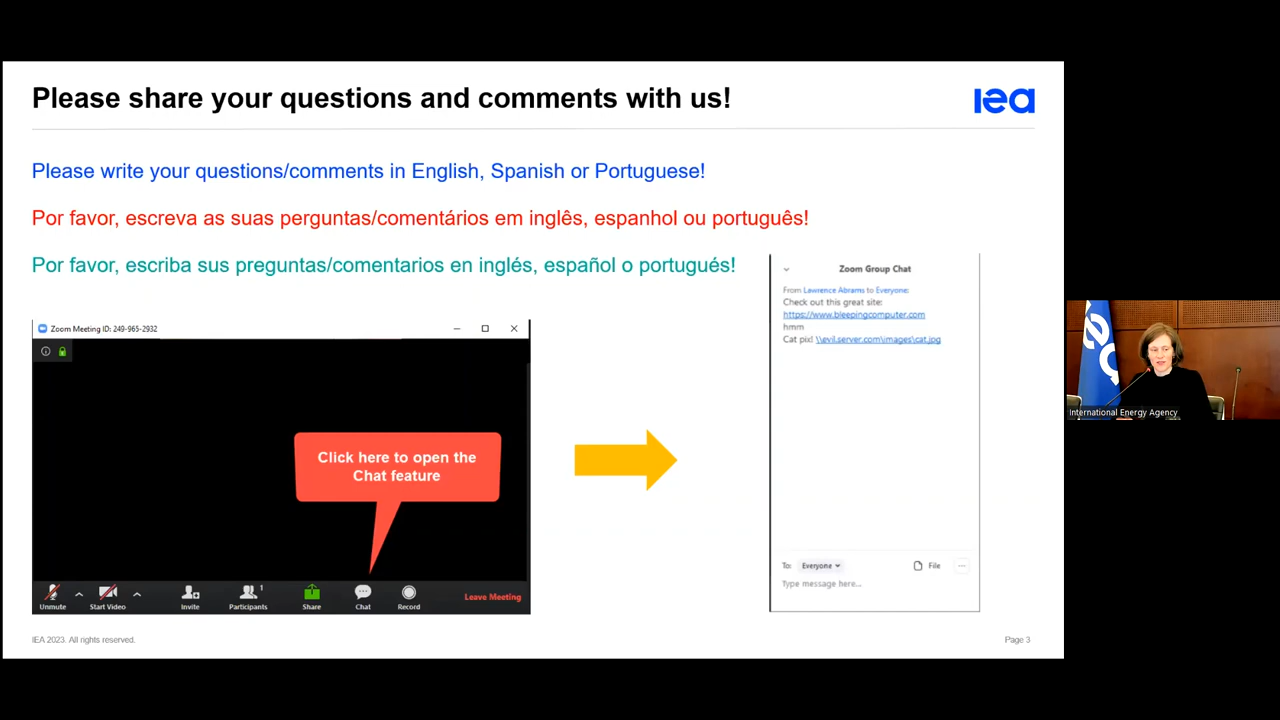 Please share your questions and comments with us!
iea
Please write your questions/comments in English, Spanish or Portuguese!
Por favor, escreva as suas perguntas/comentários em inglês, espanhol ou português!
Por favor, escriba sus preguntas/comentarios en inglés, español o portugués!
Zoom Meeting ID: 249-965-2932
Click here to open the
Chat feature
Unmute
Start Video
Invite
Participants
1
Share
Chat
Record
Leave Meeting
Zoom Group Chat
From Lawrence Abrams to Everyone:
Check out this great site:
https://www.bleepingcomputer.com
hmm
Cat pix! \\evil.server.com\images\cat.jpg
To: Everyone
File
Type message here...
IEA 2023. All rights reserved.
Page 3
International Energy Agency